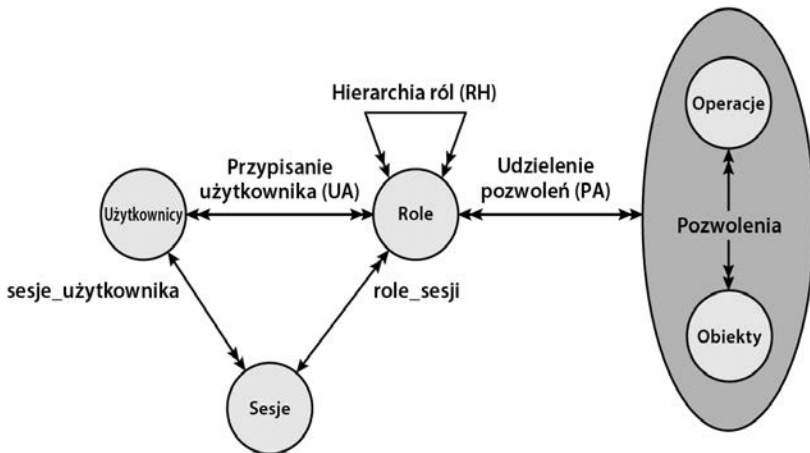 Hierarchia ról (RH)
Operacje
Przypisanie
użytkownika (UA)
Udzielenie
pozwoleń (PA)
Użytkownicy
Role
Pozwolenia
sesje_użytkownika
role_sesji
Obiekty
Sesje